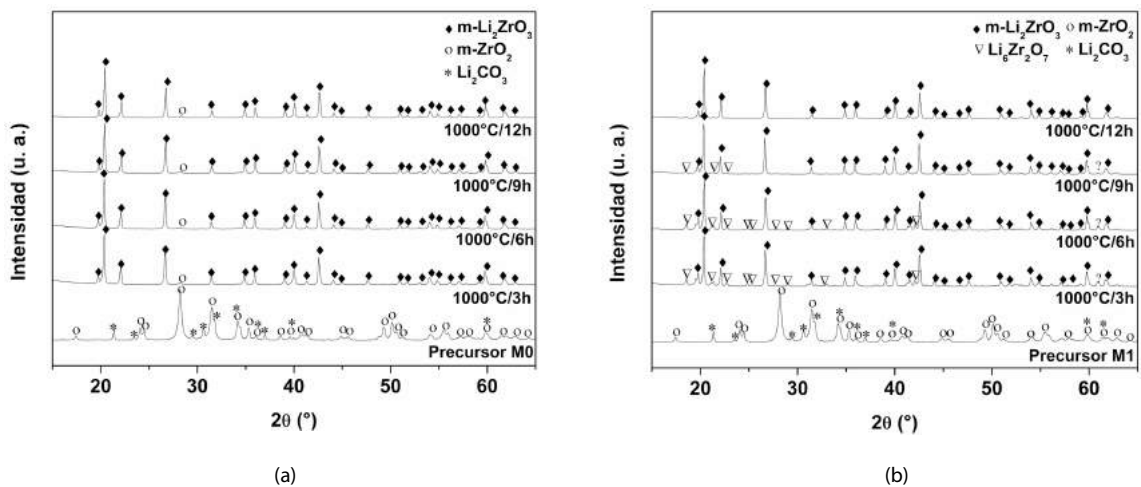 ◆ m-Li₂ZrO₃
○ m-ZrO₂
* Li₂CO₃
1000°C/12h
1000°C/9h
1000°C/6h
1000°C/3h
Precursor M0
Intensidad (u. a.)
20 30 40 50 60
2θ (°)
(a)
◆ m-Li₂ZrO₃ ○ m-ZrO₂
▽ Li₆Zr₂O₇ * Li₂CO₃
1000°C/12h
?
1000°C/9h
?
1000°C/6h
?
1000°C/3h
Precursor M1
Intensidad (u. a.)
20 30 40 50 60
2θ (°)
(b)